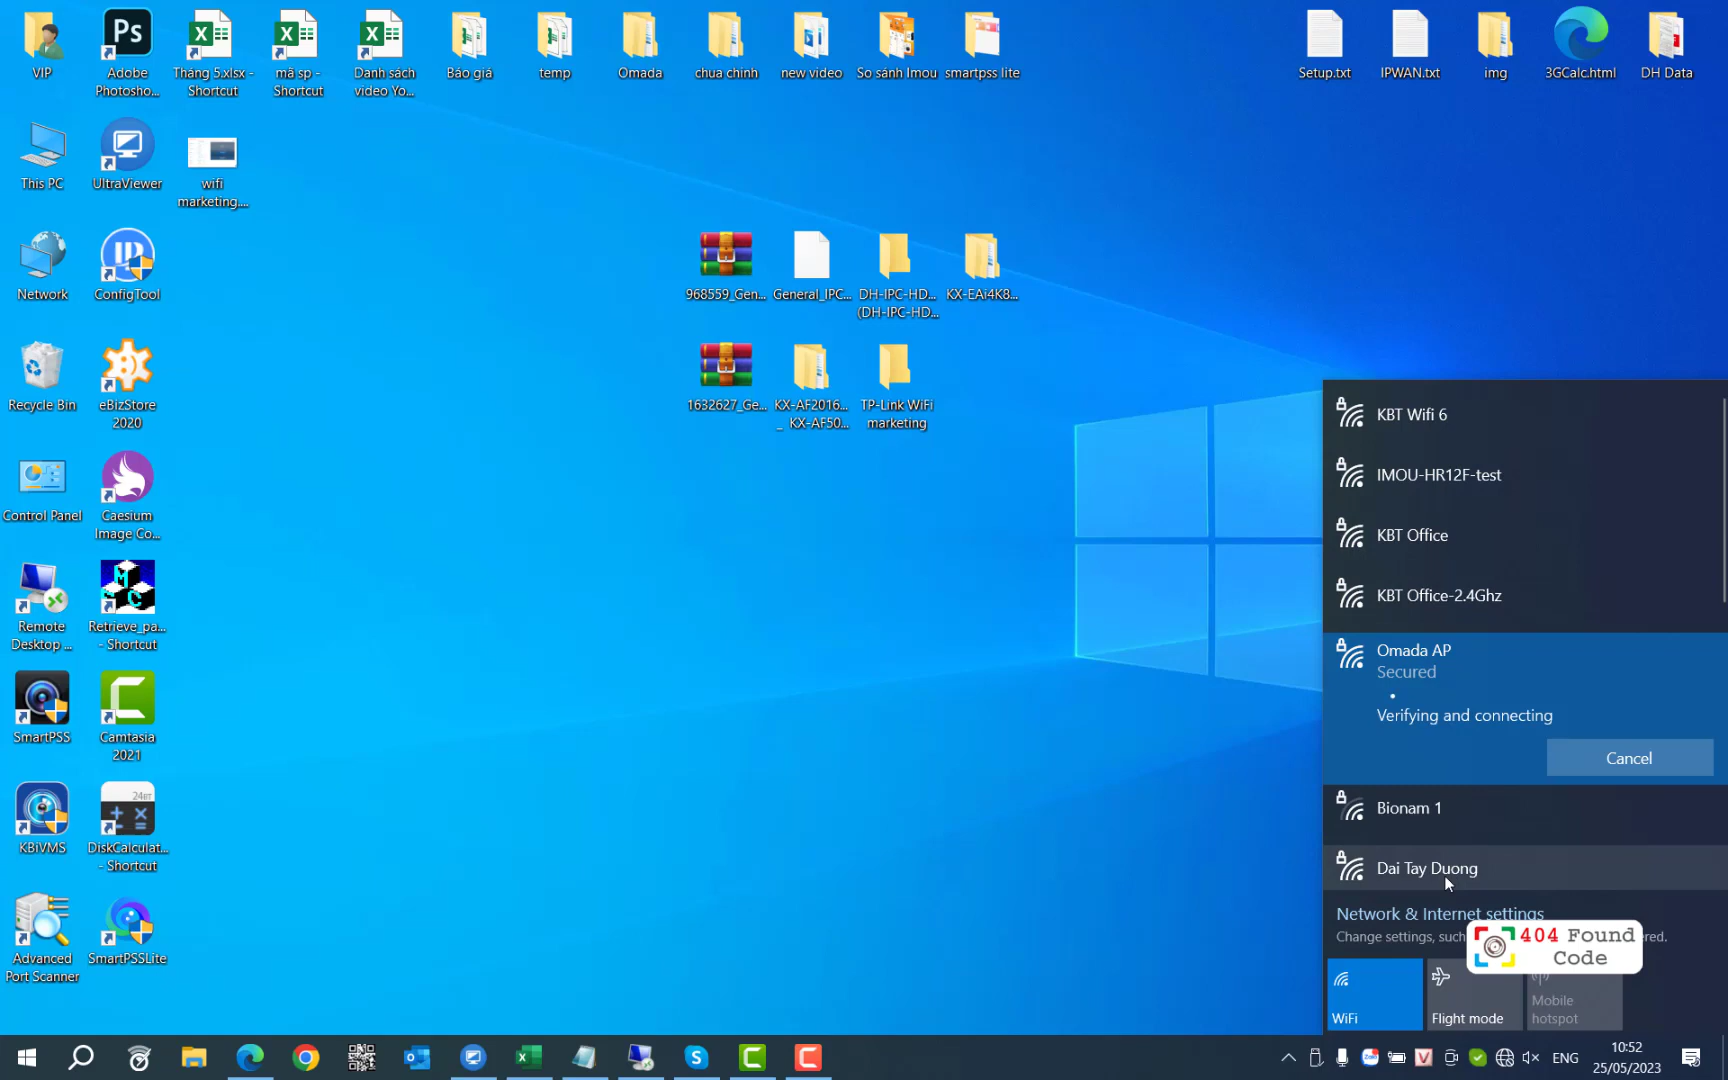 VIP
Adobe
Photosho...
Tháng 5.xlsx -
Shortcut
mã sp -
Shortcut
Danh sách
video Yo...
Báo giá
temp
Omada
chua chinh
new video
So sánh Imou
smartpss lite
Setup.txt
IPWAN.txt
img
3GCalc.html
DH Data
This PC
UltraViewer
wifi
marketing....
Network
ConfigTool
968559_Gen...
General_IPC...
DH-IPC-HD...
(DH-IPC-HD...
KX-EAi4K8...
Recycle Bin
eBizStore
2020
1632627_Ge...
KX-AF2016...
_ KX-AF50...
TP-Link WiFi
marketing
Control Panel
Caesium
Image Co...
Remote
Desktop ...
Retrieve_pa...
- Shortcut
SmartPSS
Camtasia
2021
KBiVMS
DiskCalculat...
- Shortcut
Advanced
Port Scanner
SmartPSSLite
KBT Wifi 6
IMOU-HR12F-test
KBT Office
KBT Office-2.4Ghz
Omada AP
Secured
Verifying and connecting
Cancel
Bionam 1
Dai Tay Duong
Network & Internet settings
Change settings, such
ered.
404 Found
Code
WiFi
Flight mode
Mobile
hotspot
ENG
10:52
25/05/2023